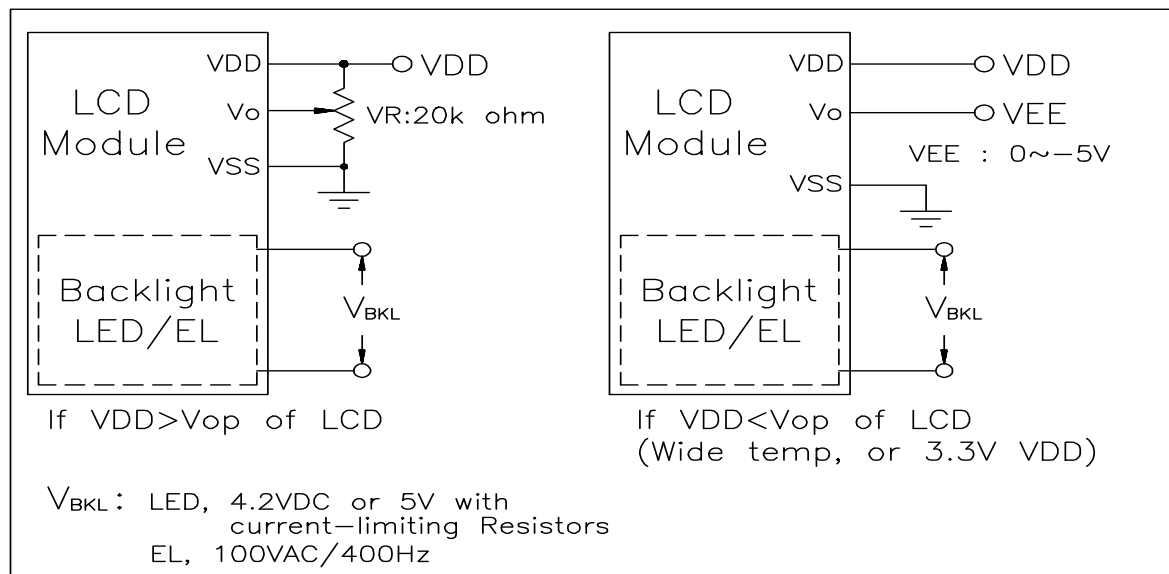 VDD
VDD
LCD
Module
Vo
VR:20k ohm
VSS
Backlight
LED/EL
VBKL
If VDD>Vop of LCD
VDD
VDD
LCD
Module
Vo
VEE
VEE : 0~-5V
VSS
Backlight
LED/EL
VBKL
If VDD<Vop of LCD
(Wide temp, or 3.3V VDD)
VBKL: LED, 4.2VDC or 5V with
current-limiting Resistors
EL, 100VAC/400Hz